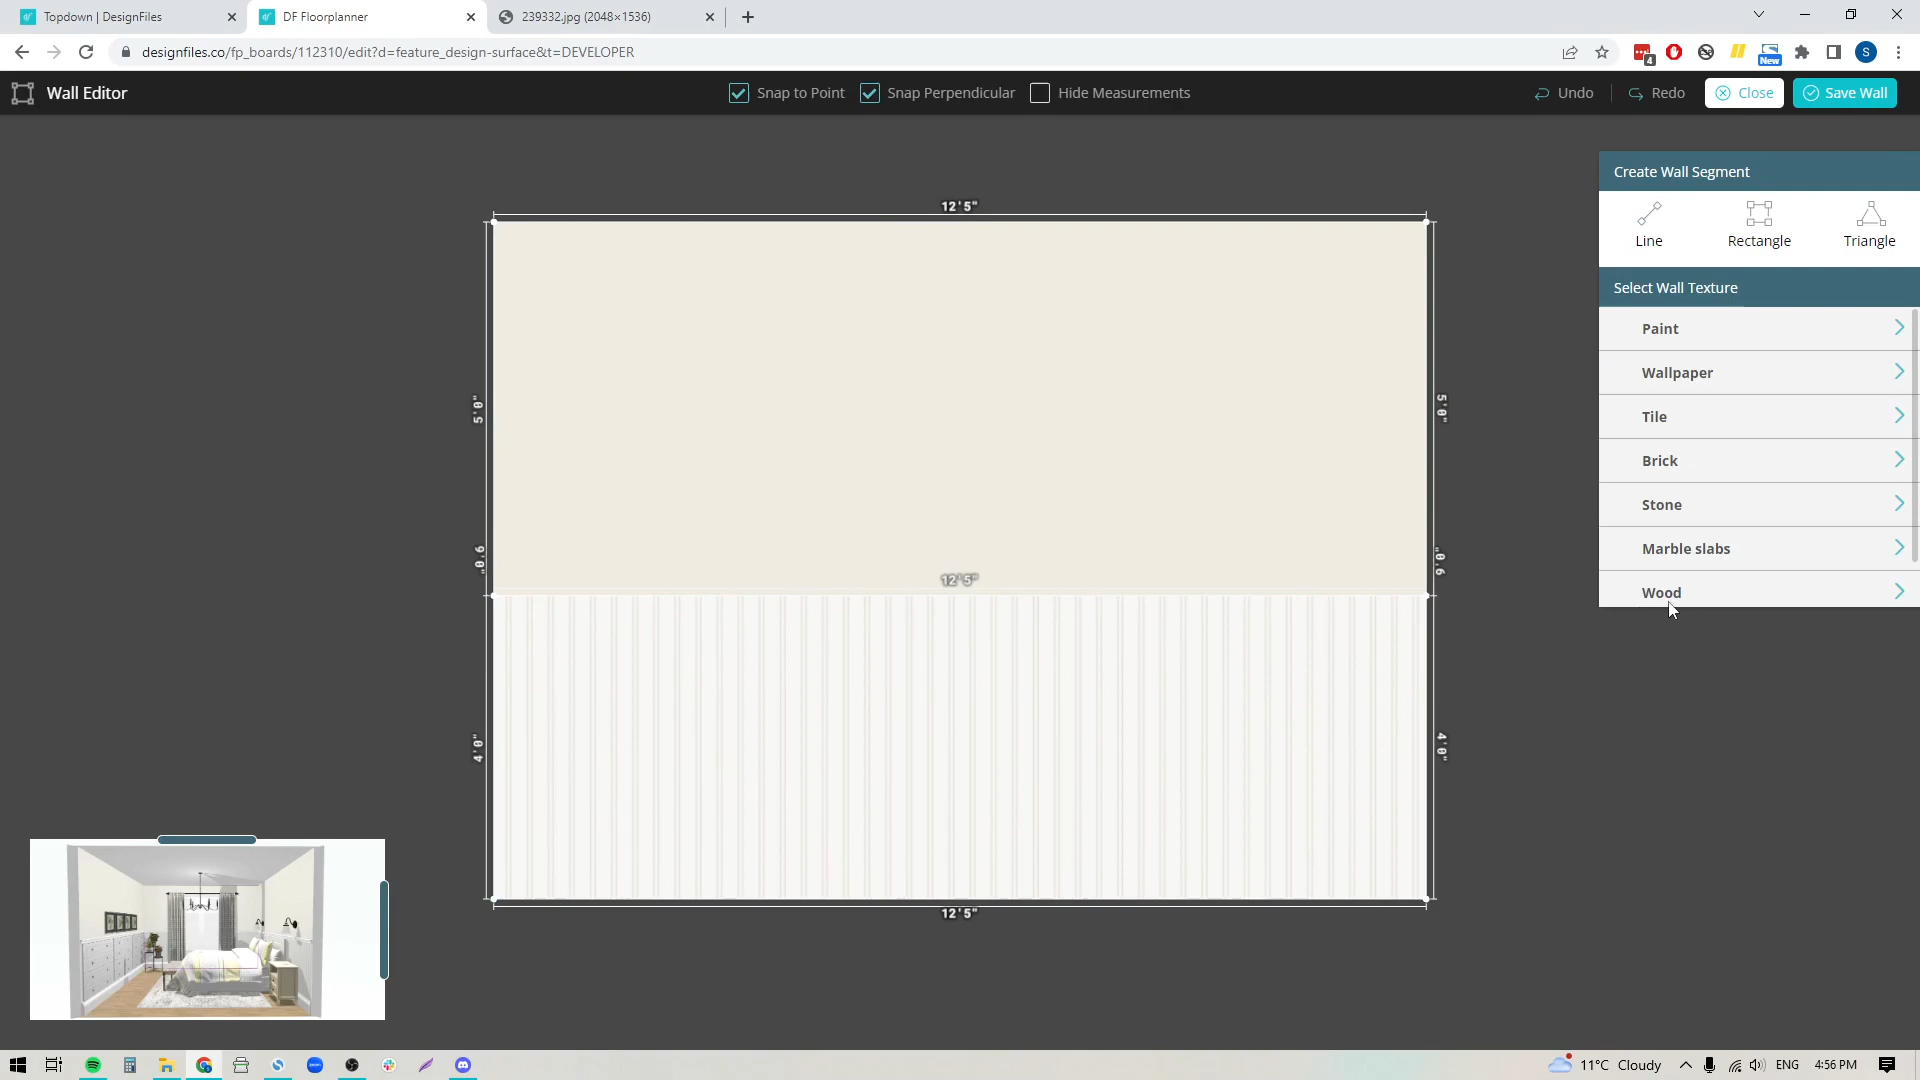 Topdown | DesignFiles
DF Floorplanner
239332.jpg (2048×1536)
designfiles.co/fp_boards/112310/edit?d=feature_design-surface&t=DEVELOPER
4
New
S
Wall Editor
Snap to Point
Snap Perpendicular
Hide Measurements
Undo
Redo
Close
Save Wall
Create Wall Segment
Line
Rectangle
Triangle
Select Wall Texture
Paint
Wallpaper
Tile
Brick
Stone
Marble slabs
Wood
12'5"
5'0"
5'0"
9'0"
9'0"
12'5"
4'0"
4'0"
12'5"
11°C Cloudy
ENG
4:56 PM